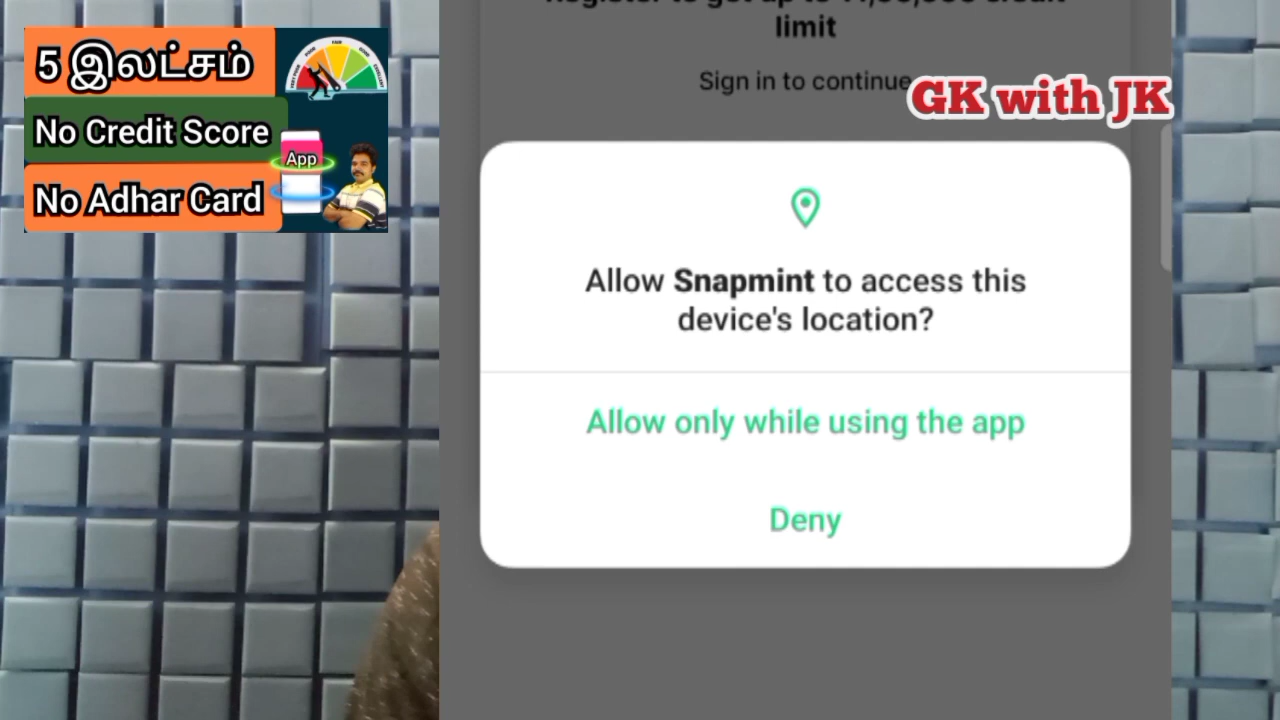 5 இலட்சம்
No Credit Score
App
No Adhar Card
limit
Sign in to continue
GK with JK
Allow Snapmint to access this
device's location?
Allow only while using the app
Deny